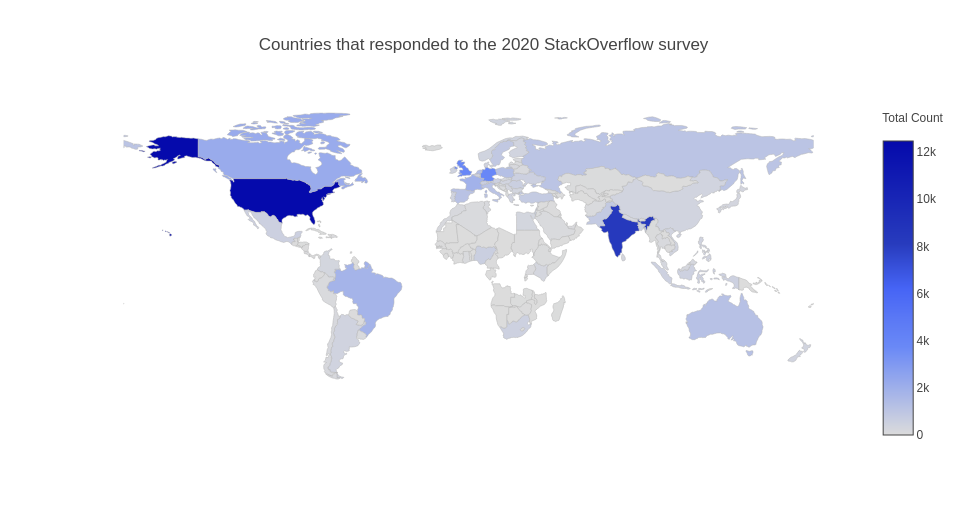 Countries that responded to the 2020 StackOverflow survey
Total Count
12k
10k
8k
6k
4k
2k
0